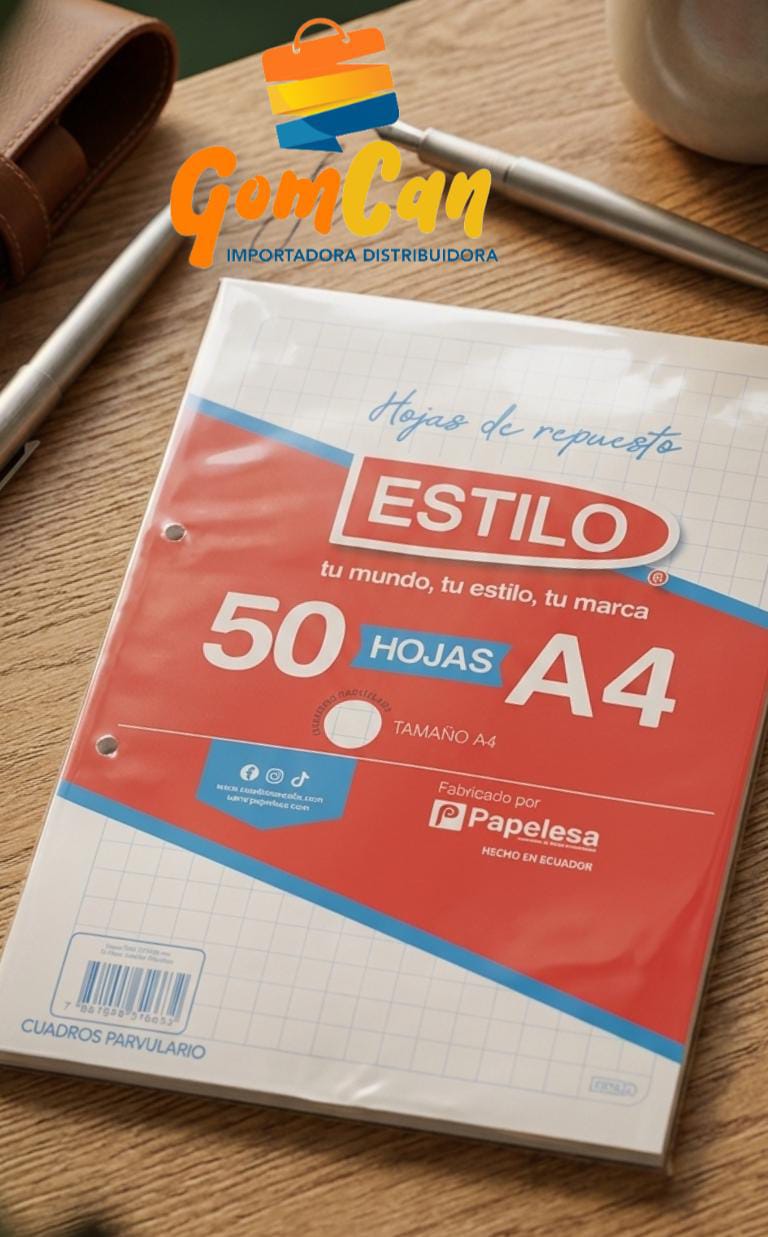 GomCan
IMPORTADORA DISTRIBUIDORA
Hojas de repuesto
ESTILO
®
tu mundo, tu estilo, tu marca
50 HOJAS A4
TAMAÑO A4
Fabricado por
Papelesa
HECHO EN ECUADOR
CUADROS PARVULARIO